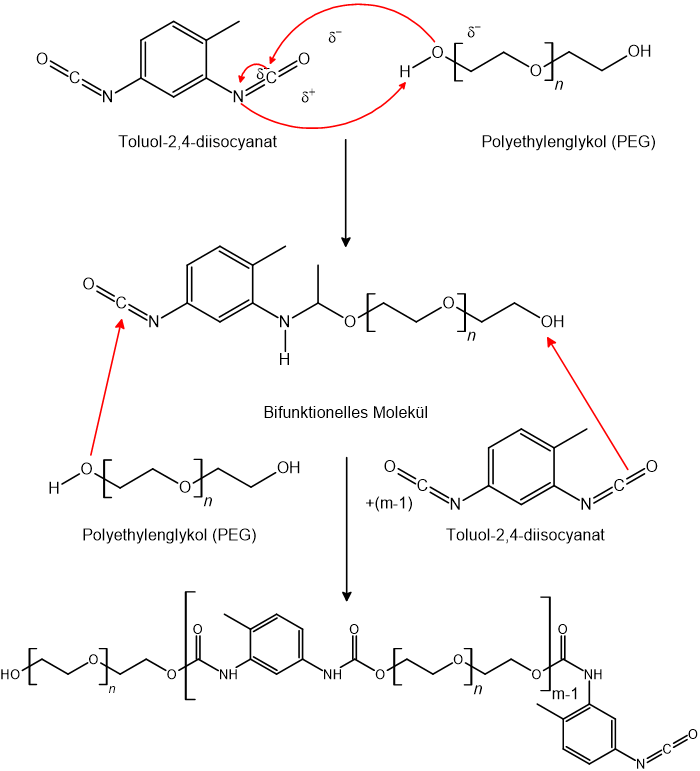 O C N N C O δ⁻ δ⁻ δ⁺ H O δ⁻ O n OH
Toluol-2,4-diisocyanat
Polyethylenglykol (PEG)
O C N N H O O n OH
Bifunktionelles Molekül
H O O n OH
Polyethylenglykol (PEG)
+(m-1)
O C N N C O
Toluol-2,4-diisocyanat
HO O n O O NH NH O O O n O m-1 O NH
N C O